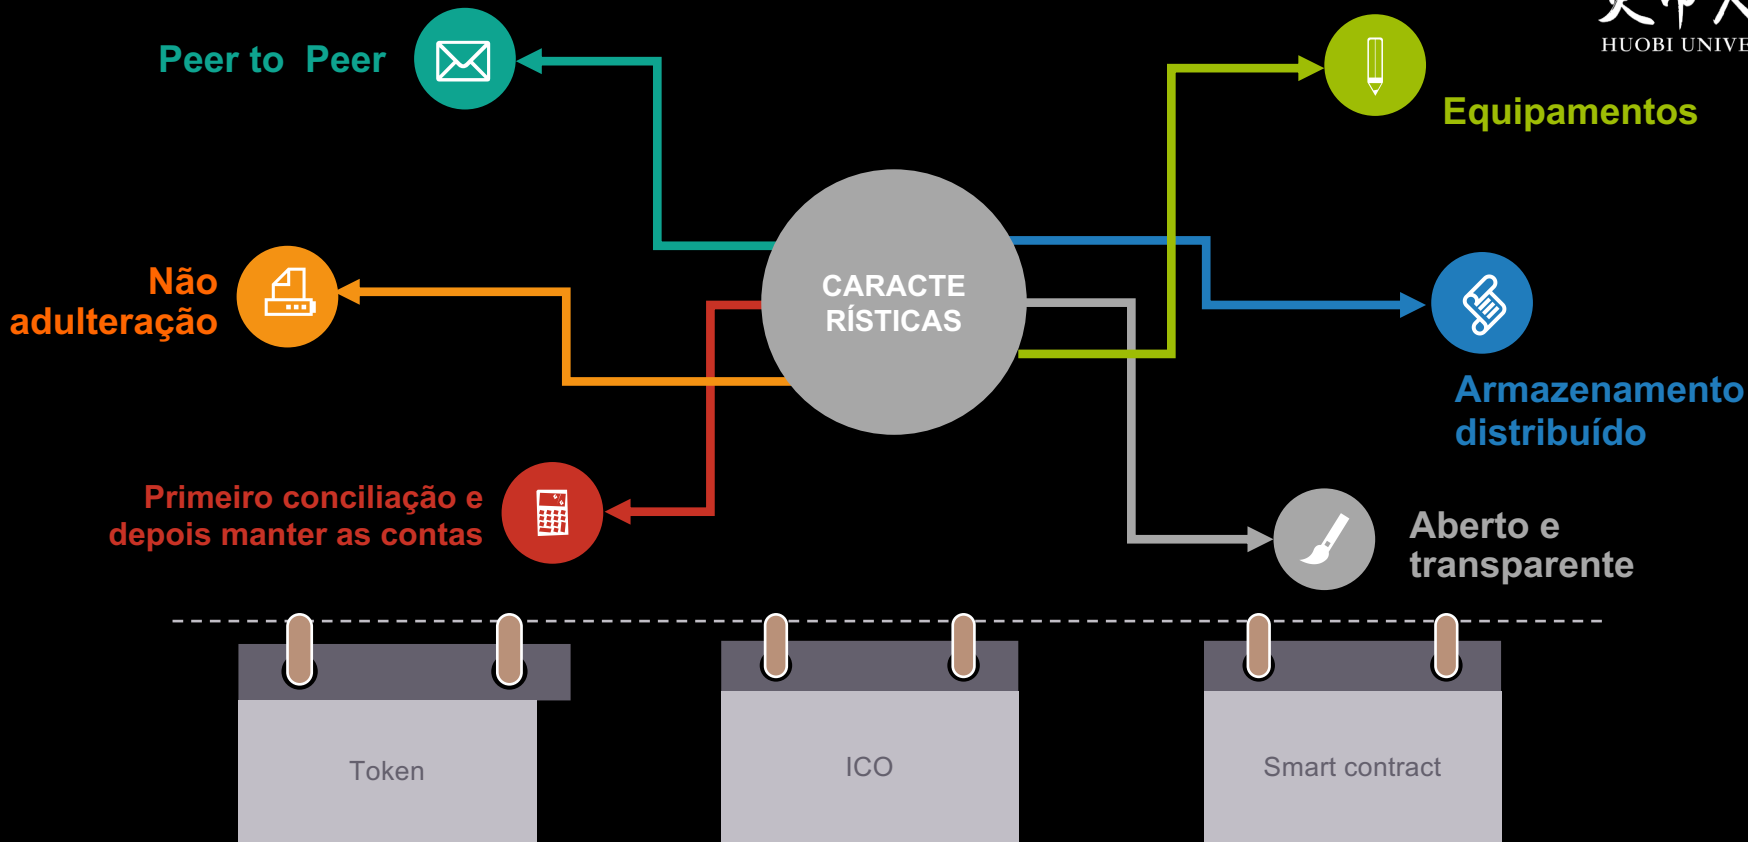 HUOBI UNIVE
Peer to Peer
Equipamentos
Não
adulteração
CARACTE
RÍSTICAS
Armazenamento
distribuído
Primeiro conciliação e
depois manter as contas
Aberto e
transparente
Token
ICO
Smart contract